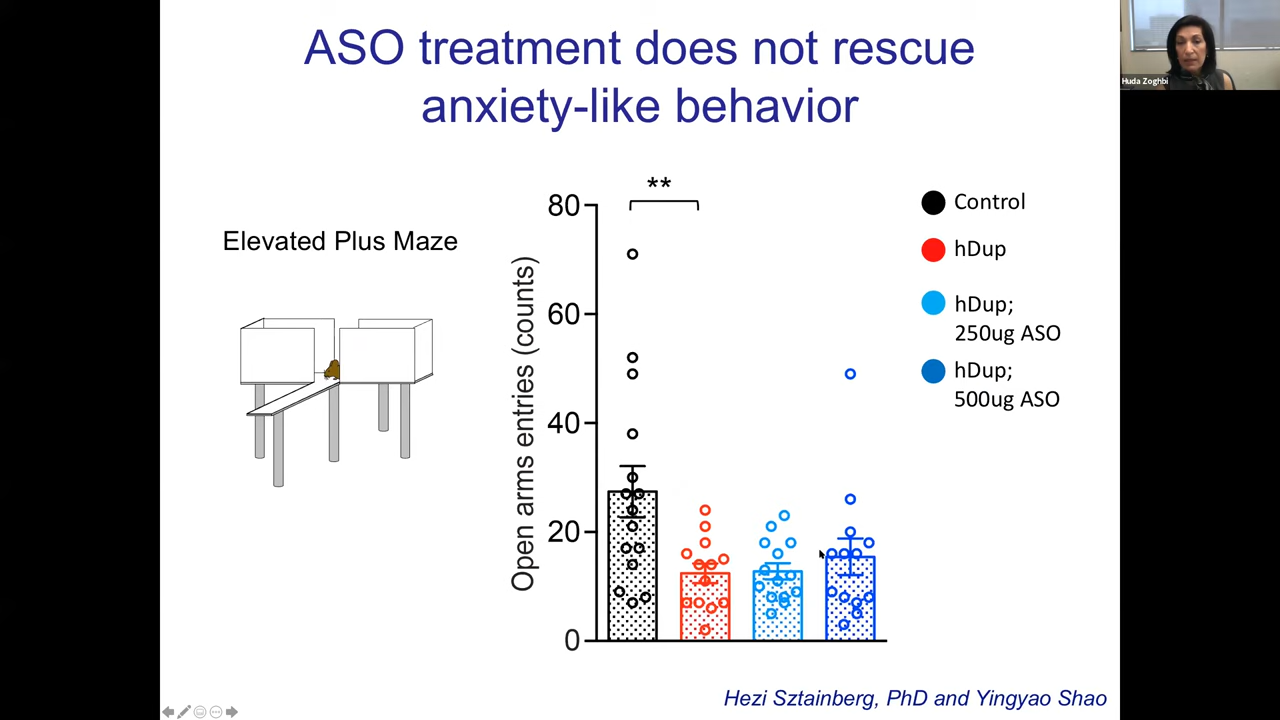 ASO treatment does not rescue
anxiety-like behavior
Huda Zoghbi
Elevated Plus Maze
**
80
60
40
20
0
Open arms entries (counts)
Control
hDup
hDup;
250ug ASO
hDup;
500ug ASO
Hezi Sztainberg, PhD and Yingyao Shao